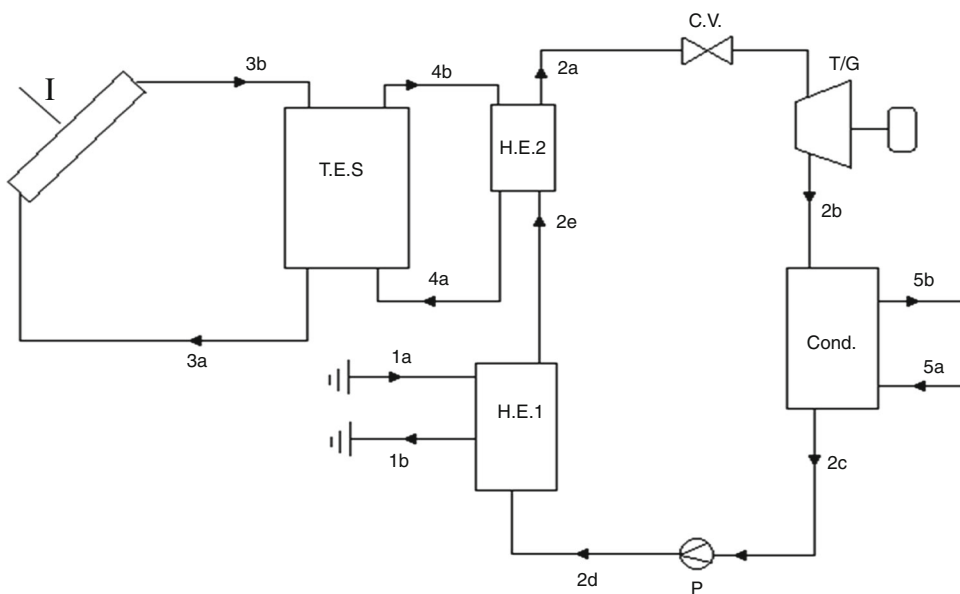 C.V.
3b
4b
2a
T/G
I
H.E.2
T.E.S
2b
2e
4a
5b
3a
Cond.
1a
5a
H.E.1
1b
2c
2d
P